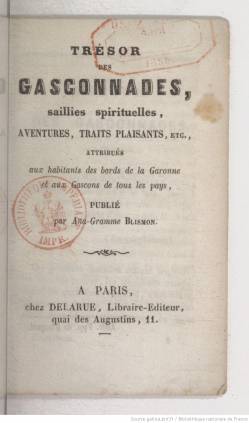 TRÉSOR
DES
GASCONNADES,
saillies spirituelles,
AVENTURES, TRAITS PLAISANTS, ETC.,
ATTRIBUÉS
aux habitants des bords de la Garonne
et aux Gascons de tous les pays,
PUBLIÉ
par Ana-Gramme BLISMON.
A PARIS,
chez DELARUE, Libraire-Editeur,
quai des Augustins, 11.
IMPR.
Source gallica.bnf.fr / Bibliothèque nationale de France